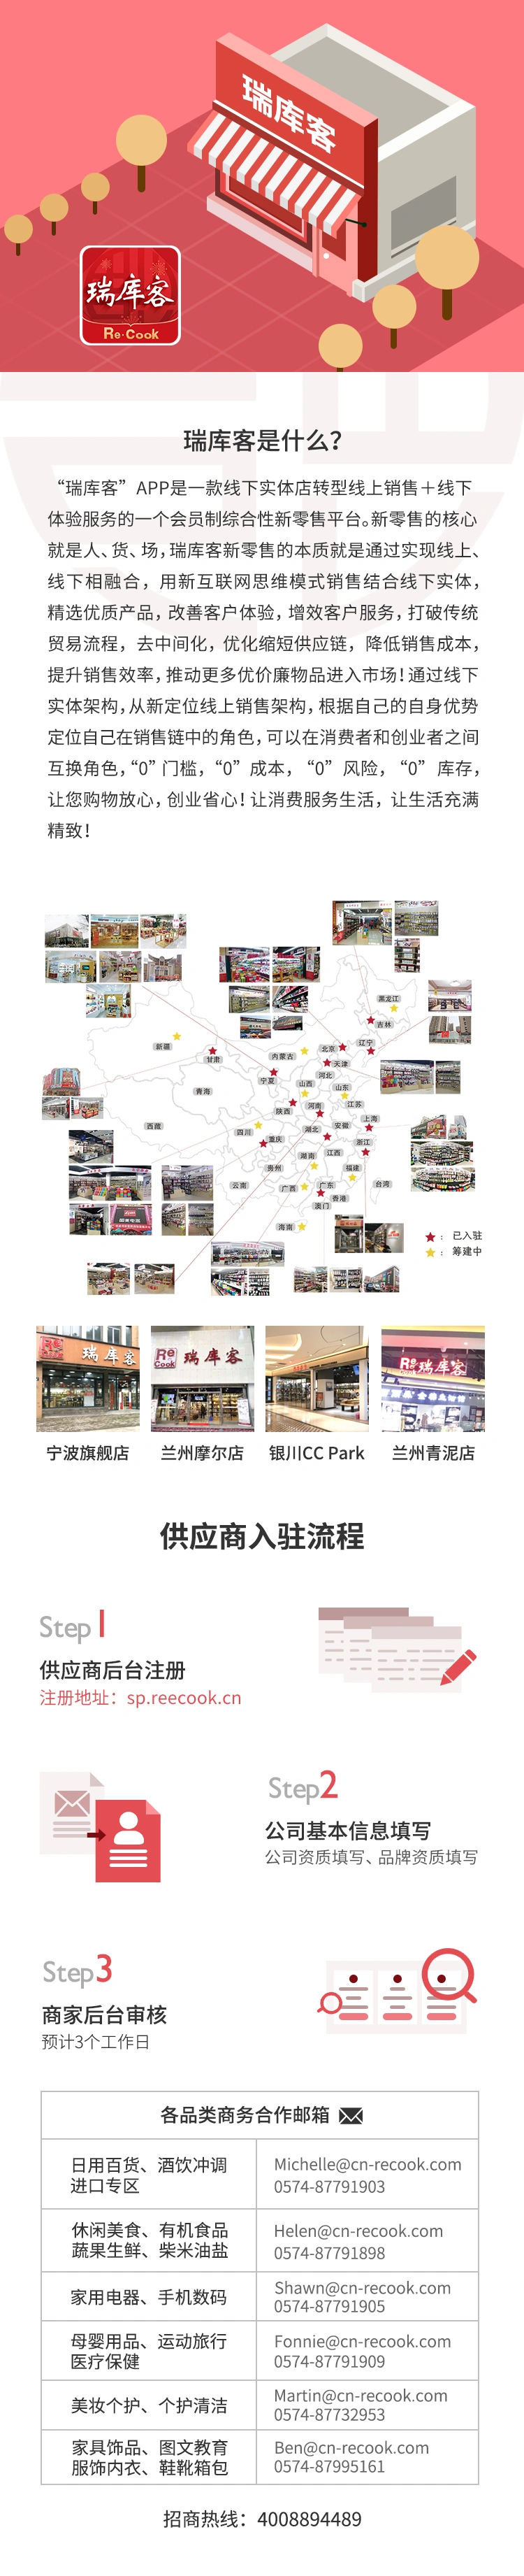 瑞库客
瑞库客
Re·Cook
瑞库客是什么?
“瑞库客”APP是一款线下实体店转型线上销售＋线下
体验服务的一个会员制综合性新零售平台。新零售的核心
就是人、货、场，瑞库客新零售的本质就是通过实现线上、
线下相融合，用新互联网思维模式销售结合线下实体，
精选优质产品，改善客户体验，增效客户服务，打破传统
贸易流程，去中间化，优化缩短供应链，降低销售成本，
提升销售效率，推动更多优价廉物品进入市场！通过线下
实体架构，从新定位线上销售架构，根据自己的自身优势
定位自己在销售链中的角色，可以在消费者和创业者之间
互换角色，“0”门槛，“0”成本，“0”风险，“0”库存，
让您购物放心，创业省心！让消费服务生活，让生活充满
精致！
黑龙江
吉林
辽宁
新疆
甘肃
内蒙古
北京
天津
河北
宁夏
山西
山东
青海
陕西
河南
江苏
上海
西藏
四川
重庆
湖北
安徽
浙江
湖南
江西
贵州
福建
云南
广西
广东
台湾
香港
澳门
海南
：已入驻
：筹建中
Re 瑞库客
Re Cook 瑞库客
Re 瑞库客
宁波旗舰店
兰州摩尔店
银川CC Park
兰州青泥店
供应商入驻流程
Step 1
供应商后台注册
注册地址：sp.reecook.cn
Step2
公司基本信息填写
公司资质填写、品牌资质填写
Step3
商家后台审核
预计3个工作日
各品类商务合作邮箱
日用百货、酒饮冲调
进口专区
Michelle@cn-recook.com
0574-87791903
休闲美食、有机食品
蔬果生鲜、柴米油盐
Helen@cn-recook.com
0574-87791898
家用电器、手机数码
Shawn@cn-recook.com
0574-87791905
母婴用品、运动旅行
医疗保健
Fonnie@cn-recook.com
0574-87791909
美妆个护、个护清洁
Martin@cn-recook.com
0574-87732953
家具饰品、图文教育
服饰内衣、鞋靴箱包
Ben@cn-recook.com
0574-87995161
招商热线：4008894489